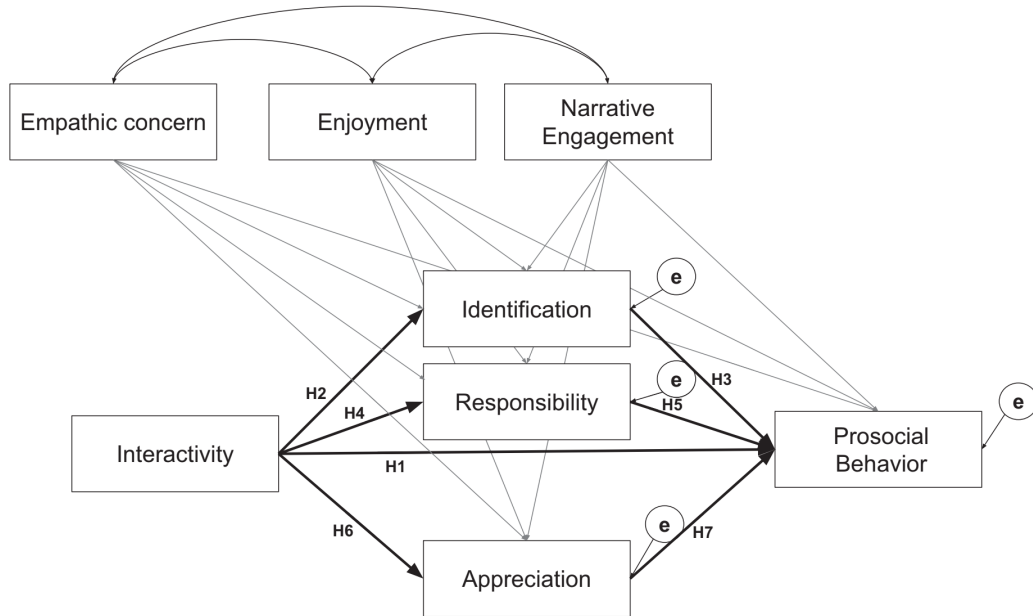 Empathic concern
Enjoyment
Narrative
Engagement
Identification
e
H2
H3
Responsibility
e
H4
H5
Interactivity
H1
Prosocial
Behavior
e
H6
e
H7
Appreciation